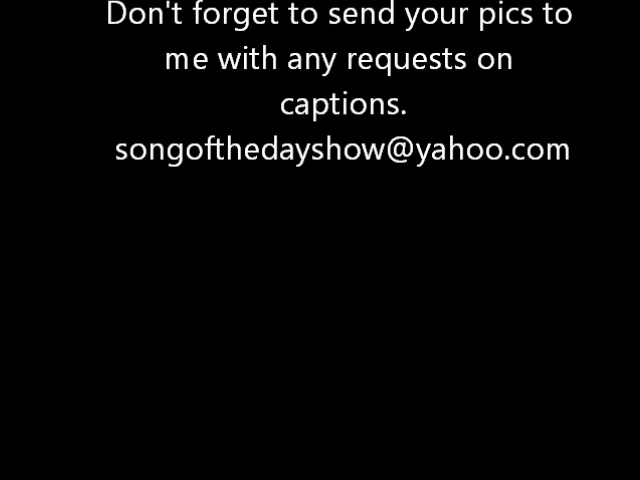 Don't forget to send your pics to
me with any requests on
captions.
songofthedayshow@yahoo.com